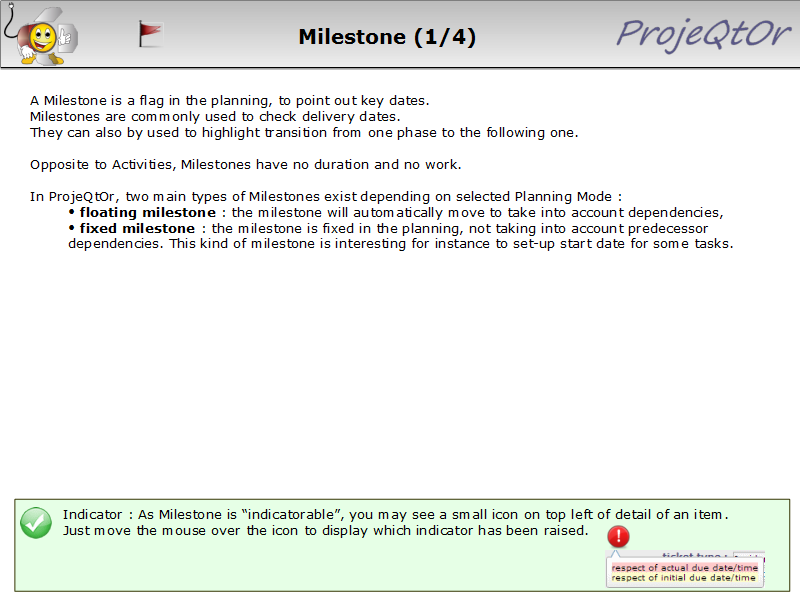 Milestone (1/4)
ProjeQtOr
A Milestone is a flag in the planning, to point out key dates.
Milestones are commonly used to check delivery dates.
They can also by used to highlight transition from one phase to the following one.
Opposite to Activities, Milestones have no duration and no work.
In ProjeQtOr, two main types of Milestones exist depending on selected Planning Mode :
• floating milestone : the milestone will automatically move to take into account dependencies,
• fixed milestone : the milestone is fixed in the planning, not taking into account predecessor
dependencies. This kind of milestone is interesting for instance to set-up start date for some tasks.
Indicator : As Milestone is “indicatorable”, you may see a small icon on top left of detail of an item.
Just move the mouse over the icon to display which indicator has been raised.
ticket type :
respect of actual due date/time
respect of initial due date/time